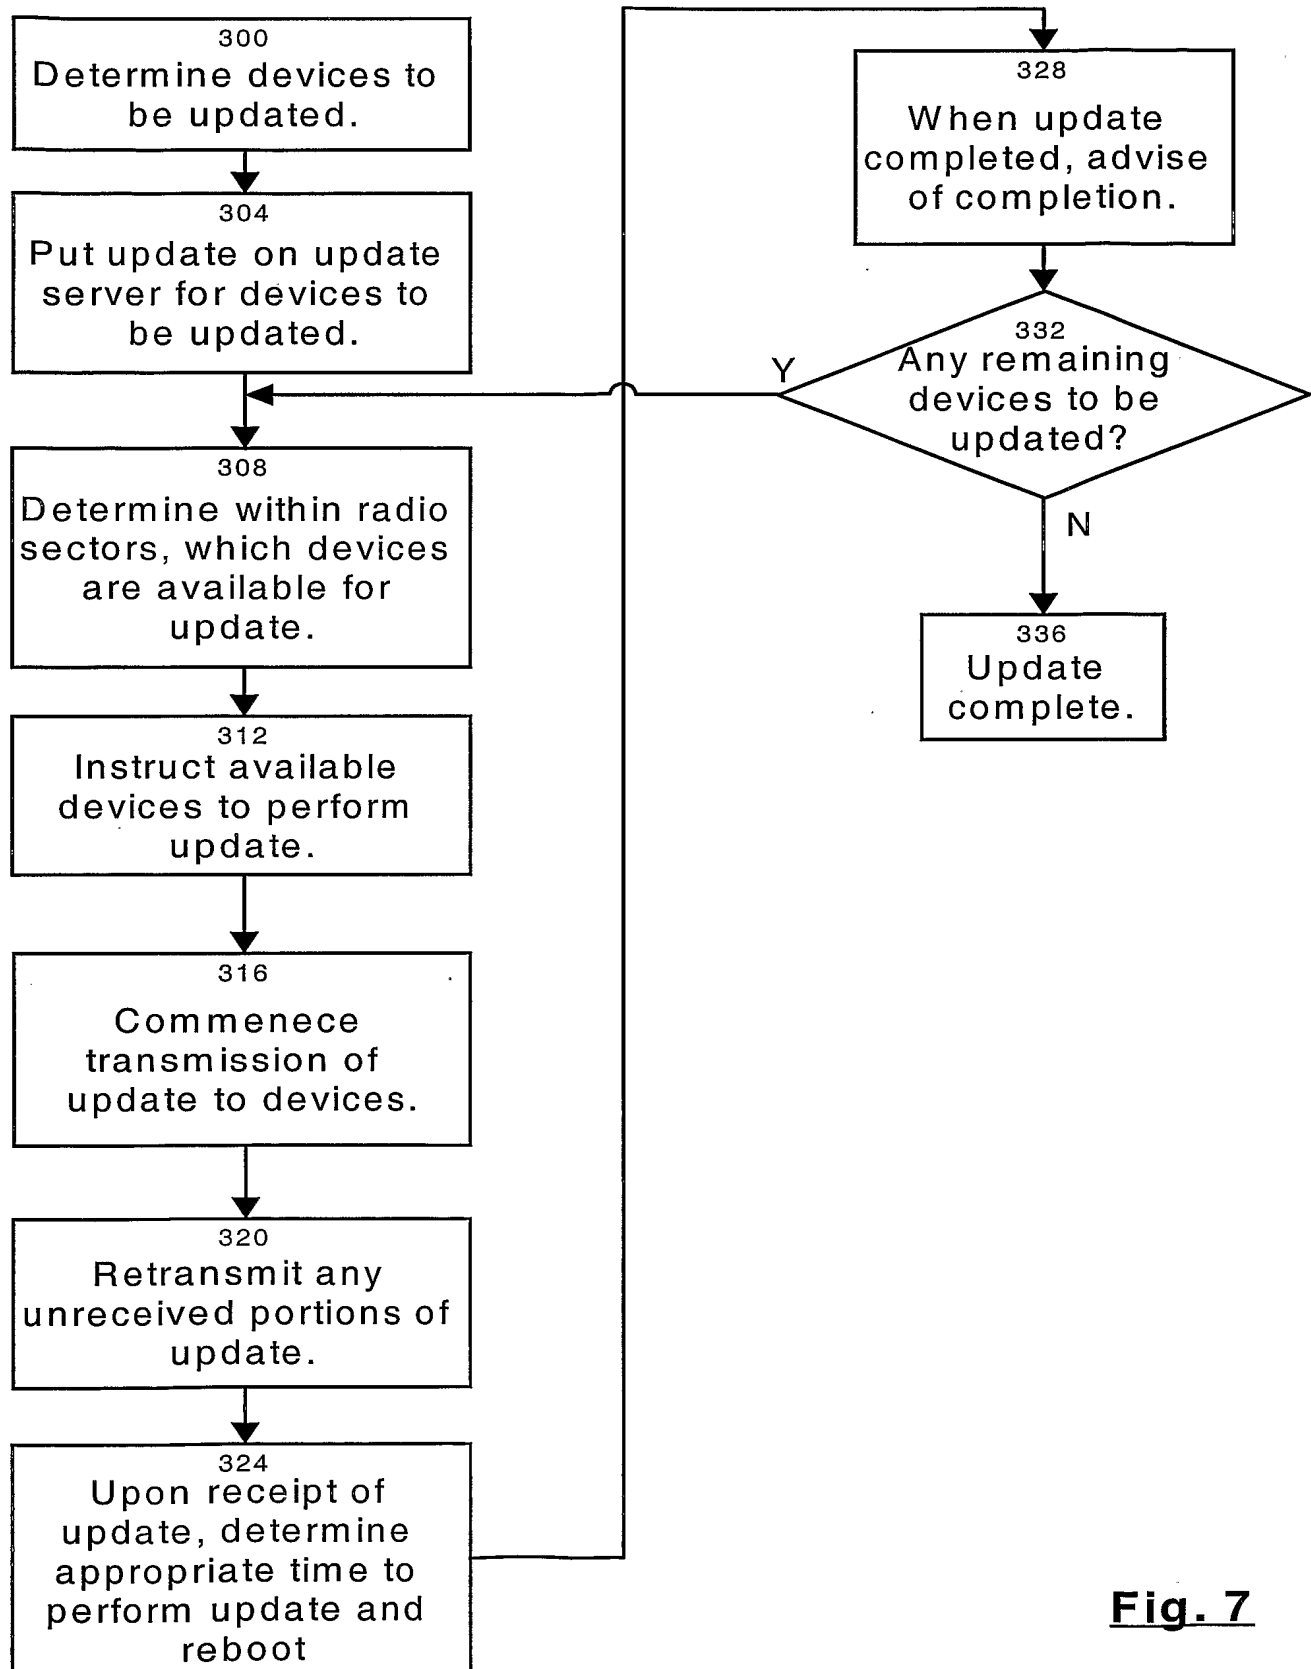 300
Determine devices to
be updated.
304
Put update on update
server for devices to
be updated.
308
Determine within radio
sectors, which devices
are available for
update.
312
Instruct available
devices to perform
update.
316
Commenece
transmission of
update to devices.
320
Retransmit any
unreceived portions of
update.
324
Upon receipt of
update, determine
appropriate time to
perform update and
reboot
328
When update
completed, advise
of completion.
332
Any remaining
devices to be
updated?
Y
N
336
Update
complete.
Fig. 7